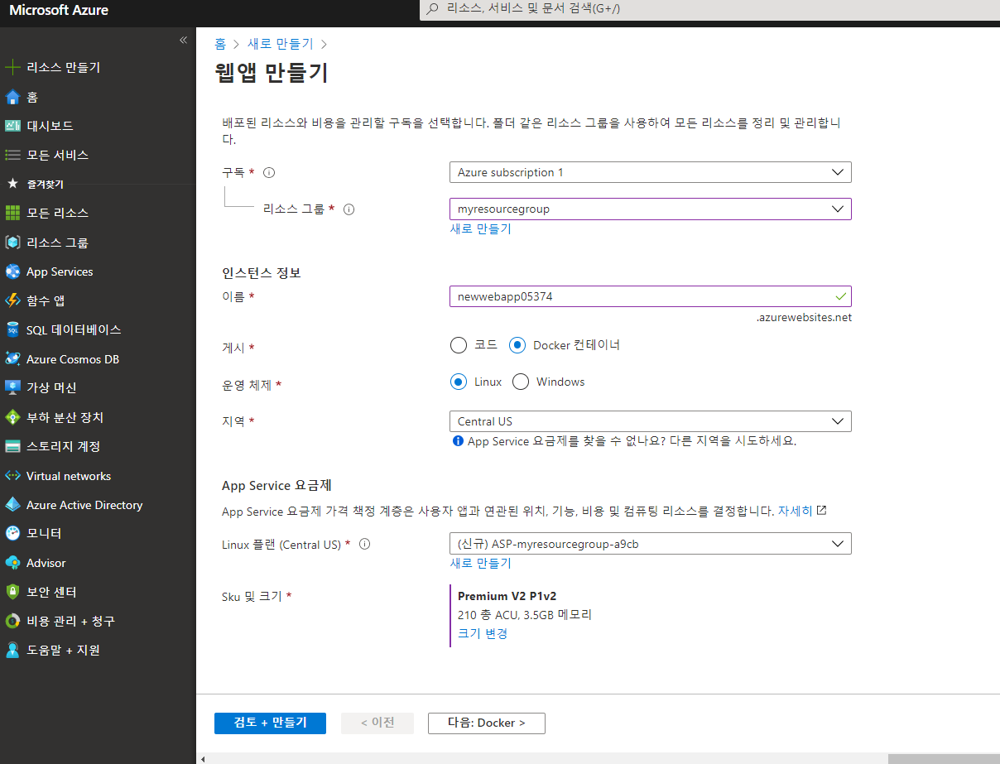 Microsoft Azure
리소스, 서비스 및 문서 검색(G+/)
«
리소스 만들기
홈
대시보드
모든 서비스
즐겨찾기
모든 리소스
리소스 그룹
App Services
함수 앱
SQL 데이터베이스
Azure Cosmos DB
가상 머신
부하 분산 장치
스토리지 계정
Virtual networks
Azure Active Directory
모니터
Advisor
보안 센터
비용 관리 + 청구
도움말 + 지원
홈 > 새로 만들기 >
웹앱 만들기
배포된 리소스와 비용을 관리할 구독을 선택합니다. 폴더 같은 리소스 그룹을 사용하여 모든 리소스를 정리 및 관리합니
다.
구독 * Azure subscription 1
리소스 그룹 * myresourcegroup
새로 만들기
인스턴스 정보
이름 * newwebapp05374
.azurewebsites.net
게시 * 코드 Docker 컨테이너
운영 체제 * Linux Windows
지역 * Central US
App Service 요금제를 찾을 수 없나요? 다른 지역을 시도하세요.
App Service 요금제
App Service 요금제 가격 책정 계층은 사용자 앱과 연관된 위치, 기능, 비용 및 컴퓨팅 리소스를 결정합니다. 자세히
Linux 플랜 (Central US) * (신규) ASP-myresourcegroup-a9cb
새로 만들기
Sku 및 크기 * Premium V2 P1v2
210 총 ACU, 3.5GB 메모리
크기 변경
검토 + 만들기 < 이전 다음: Docker >